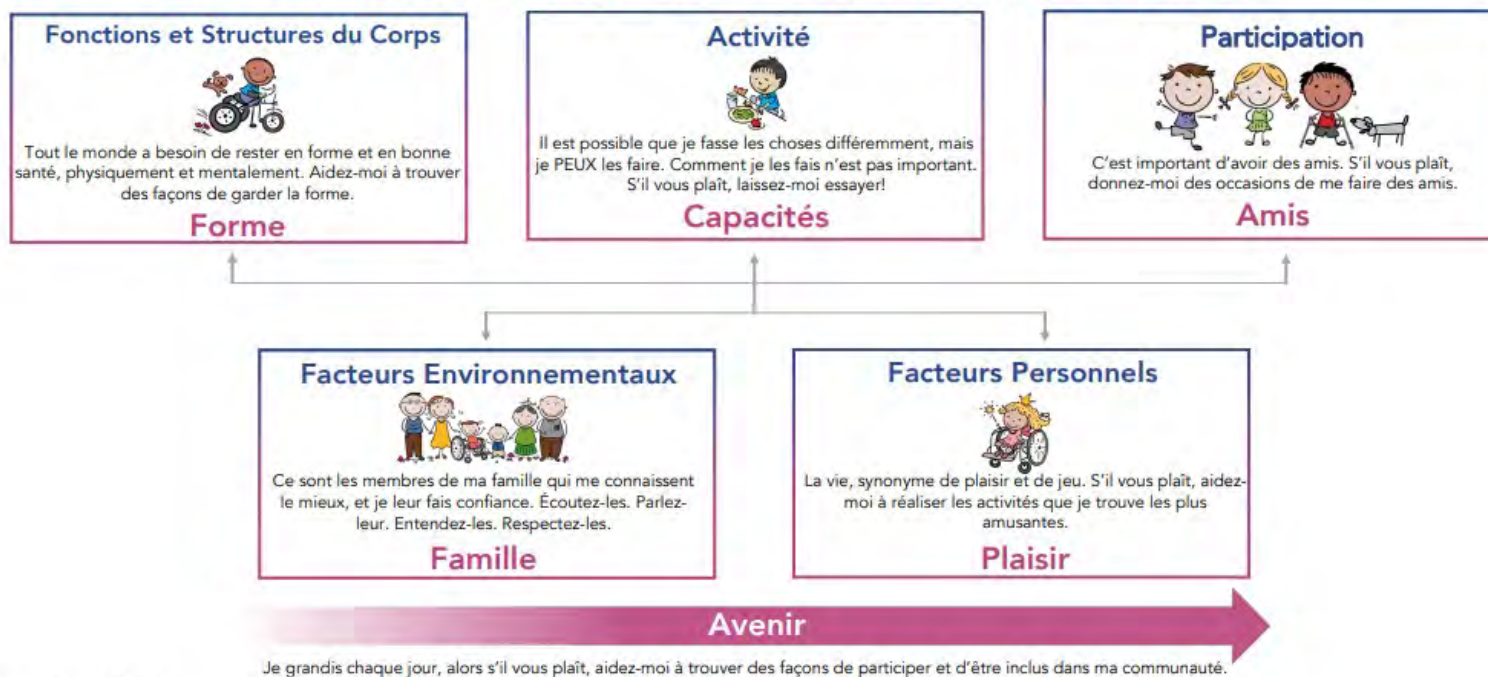 Fonctions et Structures du Corps
Tout le monde a besoin de rester en forme et en bonne
santé, physiquement et mentalement. Aidez-moi à trouver
des façons de garder la forme.
Forme
Activité
Il est possible que je fasse les choses différemment, mais
je PEUX les faire. Comment je les fais n'est pas important.
S'il vous plaît, laissez-moi essayer!
Capacités
Participation
C'est important d'avoir des amis. S'il vous plaît,
donnez-moi des occasions de me faire des amis.
Amis
Facteurs Environnementaux
Ce sont les membres de ma famille qui me connaissent
le mieux, et je leur fais confiance. Écoutez-les. Parlez-
leur. Entendez-les. Respectez-les.
Famille
Facteurs Personnels
La vie, synonyme de plaisir et de jeu. S'il vous plaît, aidez-
moi à réaliser les activités que je trouve les plus
amusantes.
Plaisir
Avenir
Je grandis chaque jour, alors s'il vous plaît, aidez-moi à trouver des façons de participer et d'être inclus dans ma communauté.